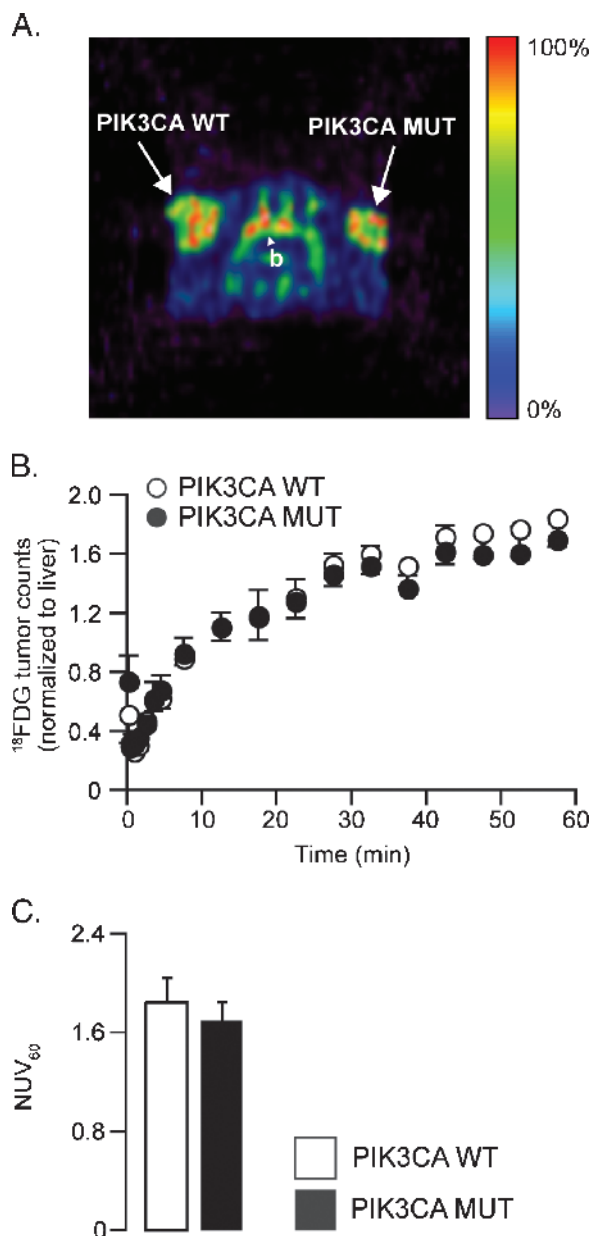 A.
100%
PIK3CA WT
PIK3CA MUT
b
0%
B.
PIK3CA WT
PIK3CA MUT
2.0
1.6
1.2
0.8
0.4
0
¹⁸FDG tumor counts
(normalized to liver)
0 10 20 30 40 50 60
Time (min)
C.
2.4
1.6
0.8
0
NUV₆₀
PIK3CA WT
PIK3CA MUT